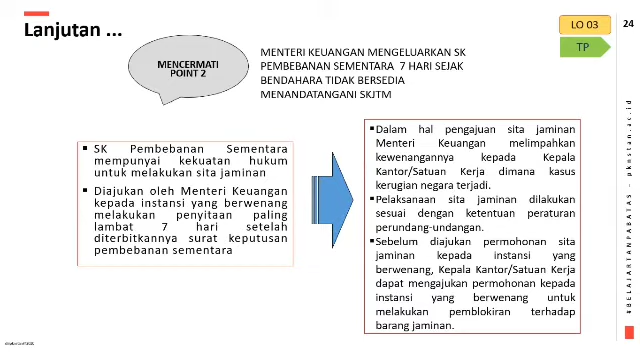 Lanjutan ...
LO 03
24
TP
MENCERMATI
POINT 2
MENTERI KEUANGAN MENGELUARKAN SK
PEMBEBANAN SEMENTARA 7 HARI SEJAK
BENDAHARA TIDAK BERSEDIA
MENANDATANGANI SKJTM
▪ SK Pembebanan Sementara
mempunyai kekuatan hukum
untuk melakukan sita jaminan
▪ Diajukan oleh Menteri Keuangan
kepada instansi yang berwenang
melakukan penyitaan paling
lambat 7 hari setelah
diterbitkannya surat keputusan
pembebanan sementara
▪Dalam hal pengajuan sita jaminan
Menteri Keuangan melimpahkan
kewenangannya kepada Kepala
Kantor/Satuan Kerja dimana kasus
kerugian negara terjadi.
▪Pelaksanaan sita jaminan dilakukan
sesuai dengan ketentuan peraturan
perundang-undangan.
▪Sebelum diajukan permohonan sita
jaminan kepada instansi yang
berwenang, Kepala Kantor/Satuan Kerja
dapat mengajukan permohonan kepada
instansi yang berwenang untuk
melakukan pemblokiran terhadap
barang jaminan.
#BELAJARTANPABATAS - pknstan.ac.id